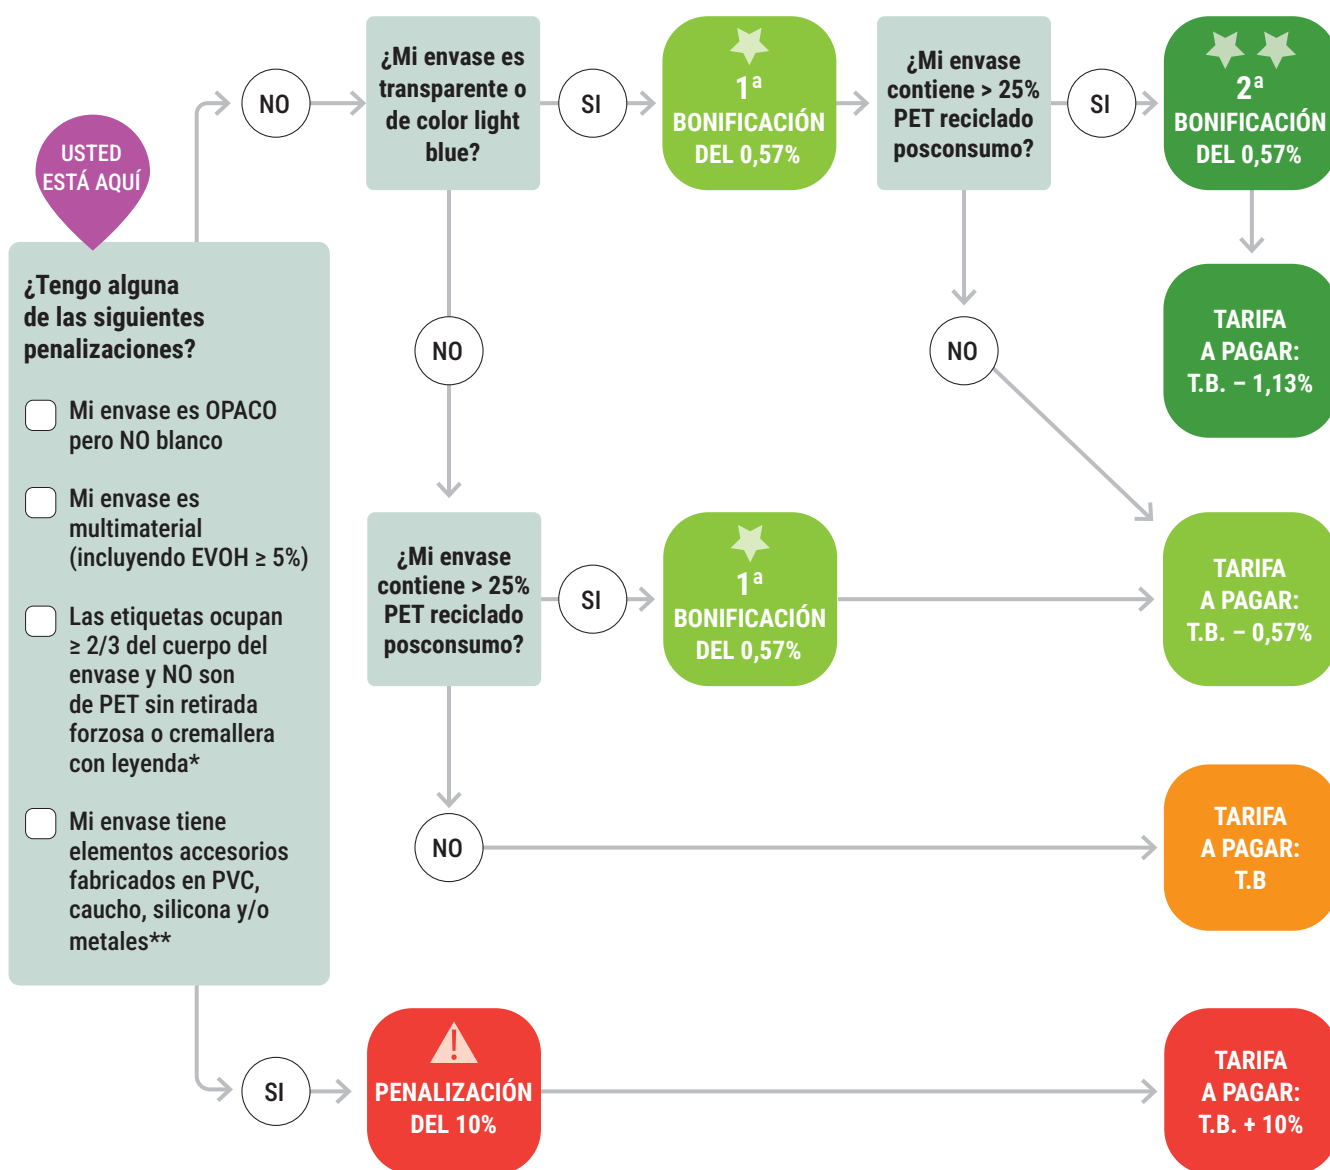 USTED
ESTÁ AQUÍ
¿Tengo alguna
de las siguientes
penalizaciones?
Mi envase es OPACO
pero NO blanco
Mi envase es
multimaterial
(incluyendo EVOH ≥ 5%)
Las etiquetas ocupan
≥ 2/3 del cuerpo del
envase y NO son
de PET sin retirada
forzosa o cremallera
con leyenda*
Mi envase tiene
elementos accesorios
fabricados en PVC,
caucho, silicona y/o
metales**
NO
¿Mi envase es
transparente o
de color light
blue?
SI
1ª
BONIFICACIÓN
DEL 0,57%
¿Mi envase
contiene > 25%
PET reciclado
posconsumo?
SI
2ª
BONIFICACIÓN
DEL 0,57%
TARIFA
A PAGAR:
T.B. – 1,13%
NO
NO
¿Mi envase
contiene > 25%
PET reciclado
posconsumo?
SI
1ª
BONIFICACIÓN
DEL 0,57%
TARIFA
A PAGAR:
T.B. – 0,57%
NO
TARIFA
A PAGAR:
T.B
SI
PENALIZACIÓN
DEL 10%
TARIFA
A PAGAR:
T.B. + 10%